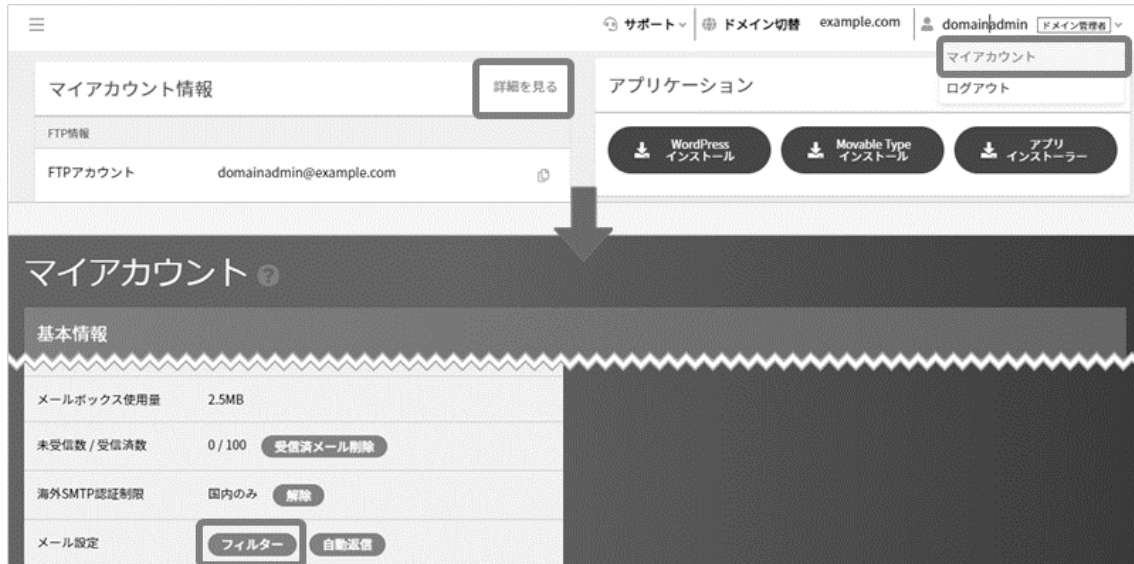 サポート ドメイン切替 example.com domainadmin ドメイン管理者
マイアカウント
ログアウト
マイアカウント情報 詳細を見る
アプリケーション
FTP情報
FTPアカウント domainadmin@example.com
WordPress
インストール
Movable Type
インストール
アプリ
インストーラー
マイアカウント ?
基本情報
メールボックス使用量 2.5MB
未受信数 / 受信済数 0 / 100 受信済メール削除
海外SMTP認証制限 国内のみ 解除
メール設定 フィルター 自動返信